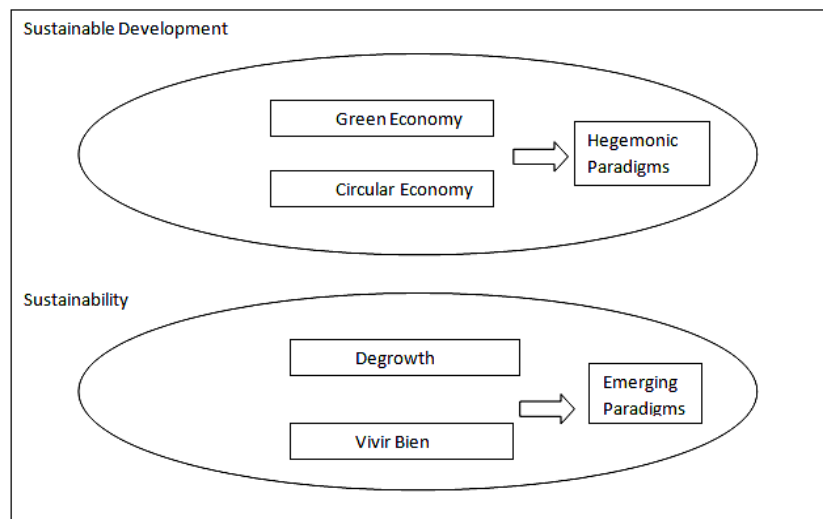 Sustainable Development
Green Economy
Hegemonic
Paradigms
Circular Economy
Sustainability
Degrowth
Emerging
Paradigms
Vivir Bien